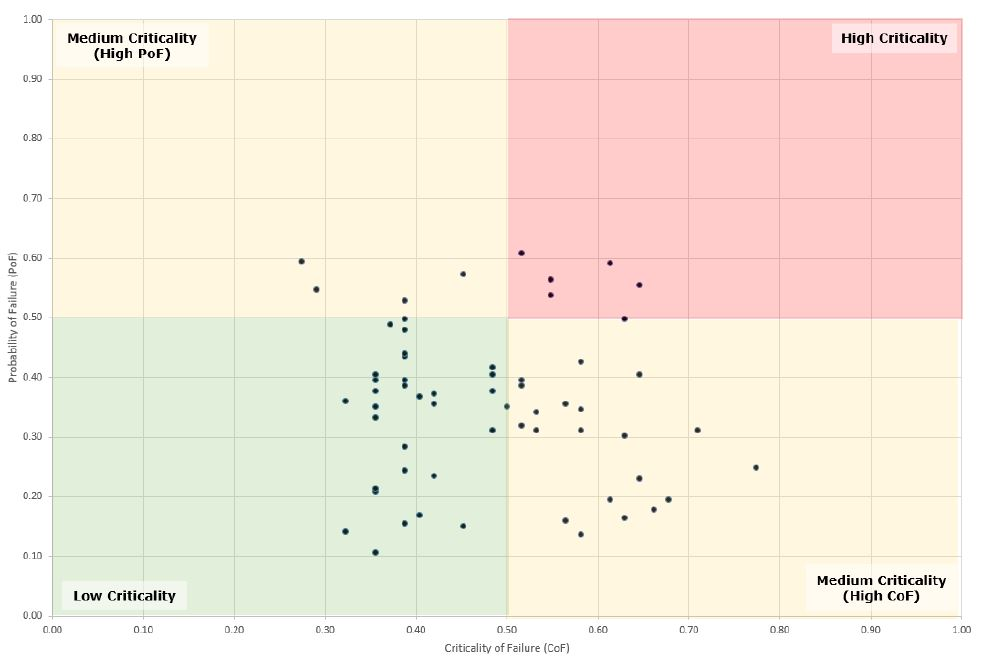 1.00
Medium Criticality
(High PoF)
High Criticality
0.90
0.80
0.70
0.60
0.50
0.40
0.30
0.20
0.10
0.00
Probability of Failure (PoF)
Low Criticality
Medium Criticality
(High CoF)
0.00 0.10 0.20 0.30 0.40 0.50 0.60 0.70 0.80 0.90 1.00
Criticality of Failure (CoF)